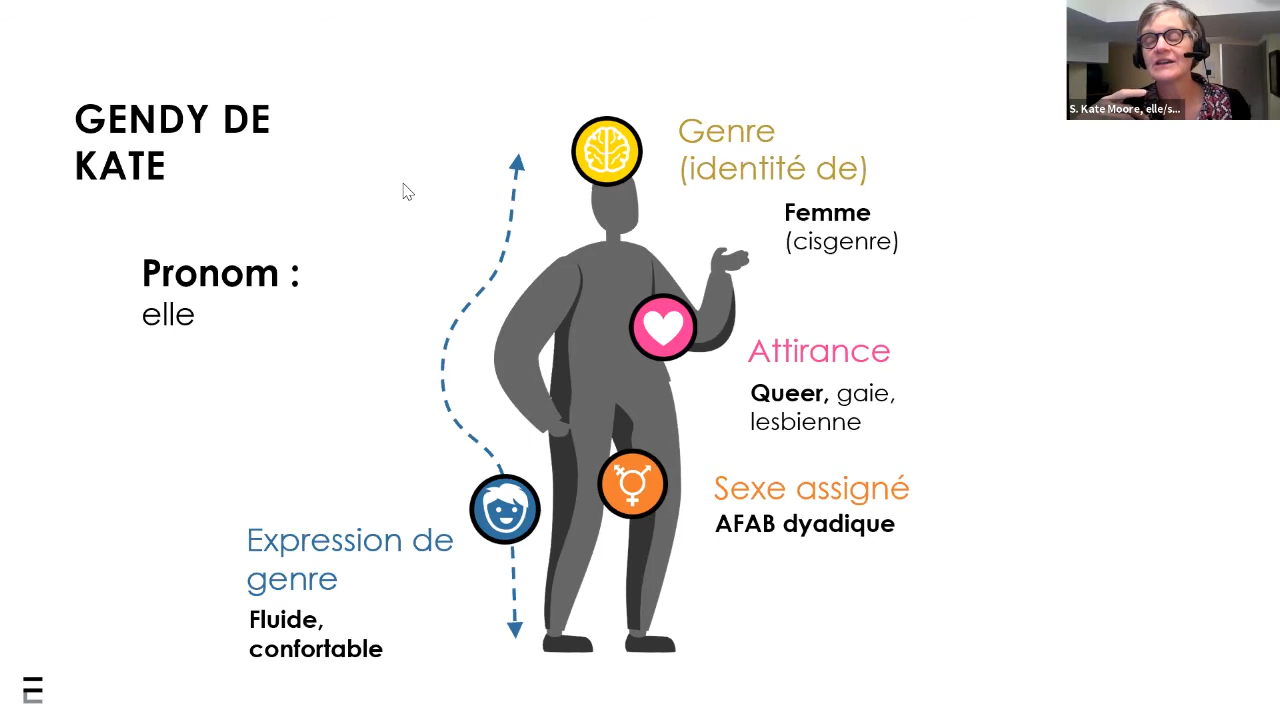 GENDY DE
KATE
Pronom :
elle
Genre
(identité de)
Femme
(cisgenre)
Attirance
Queer, gaie,
lesbienne
Sexe assigné
AFAB dyadique
Expression de
genre
Fluide,
confortable
S. Kate Moore, elle/s...